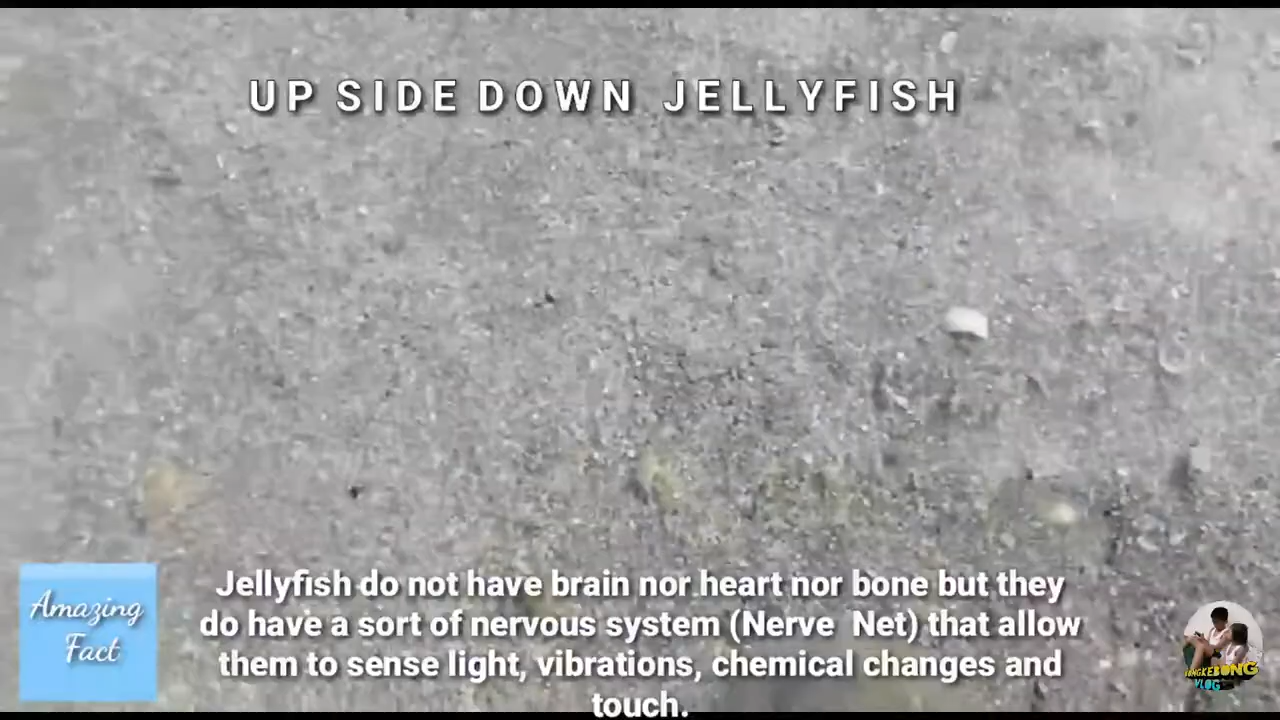 UP SIDE DOWN JELLYFISH
Jellyfish do not have brain nor heart nor bone but they
do have a sort of nervous system (Nerve Net) that allow
them to sense light, vibrations, chemical changes and
touch.
Amazing
Fact
VLOG